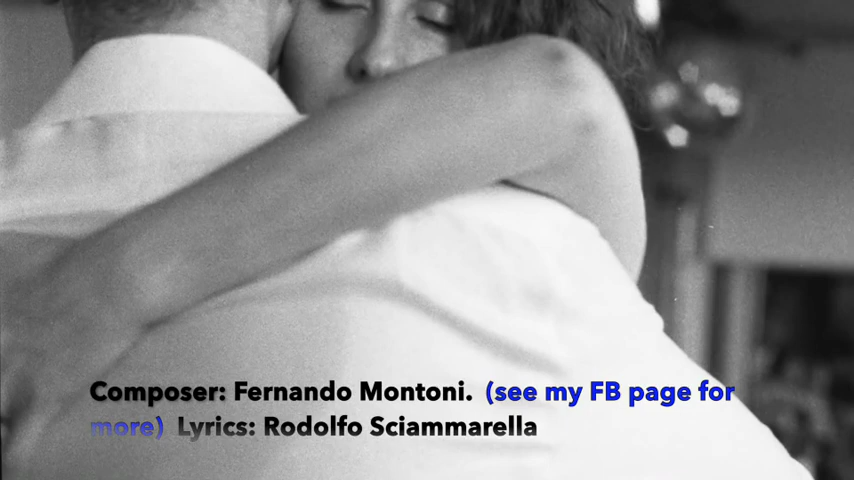 Composer: Fernando Montoni. (see my FB page for
more) Lyrics: Rodolfo Sciammarella